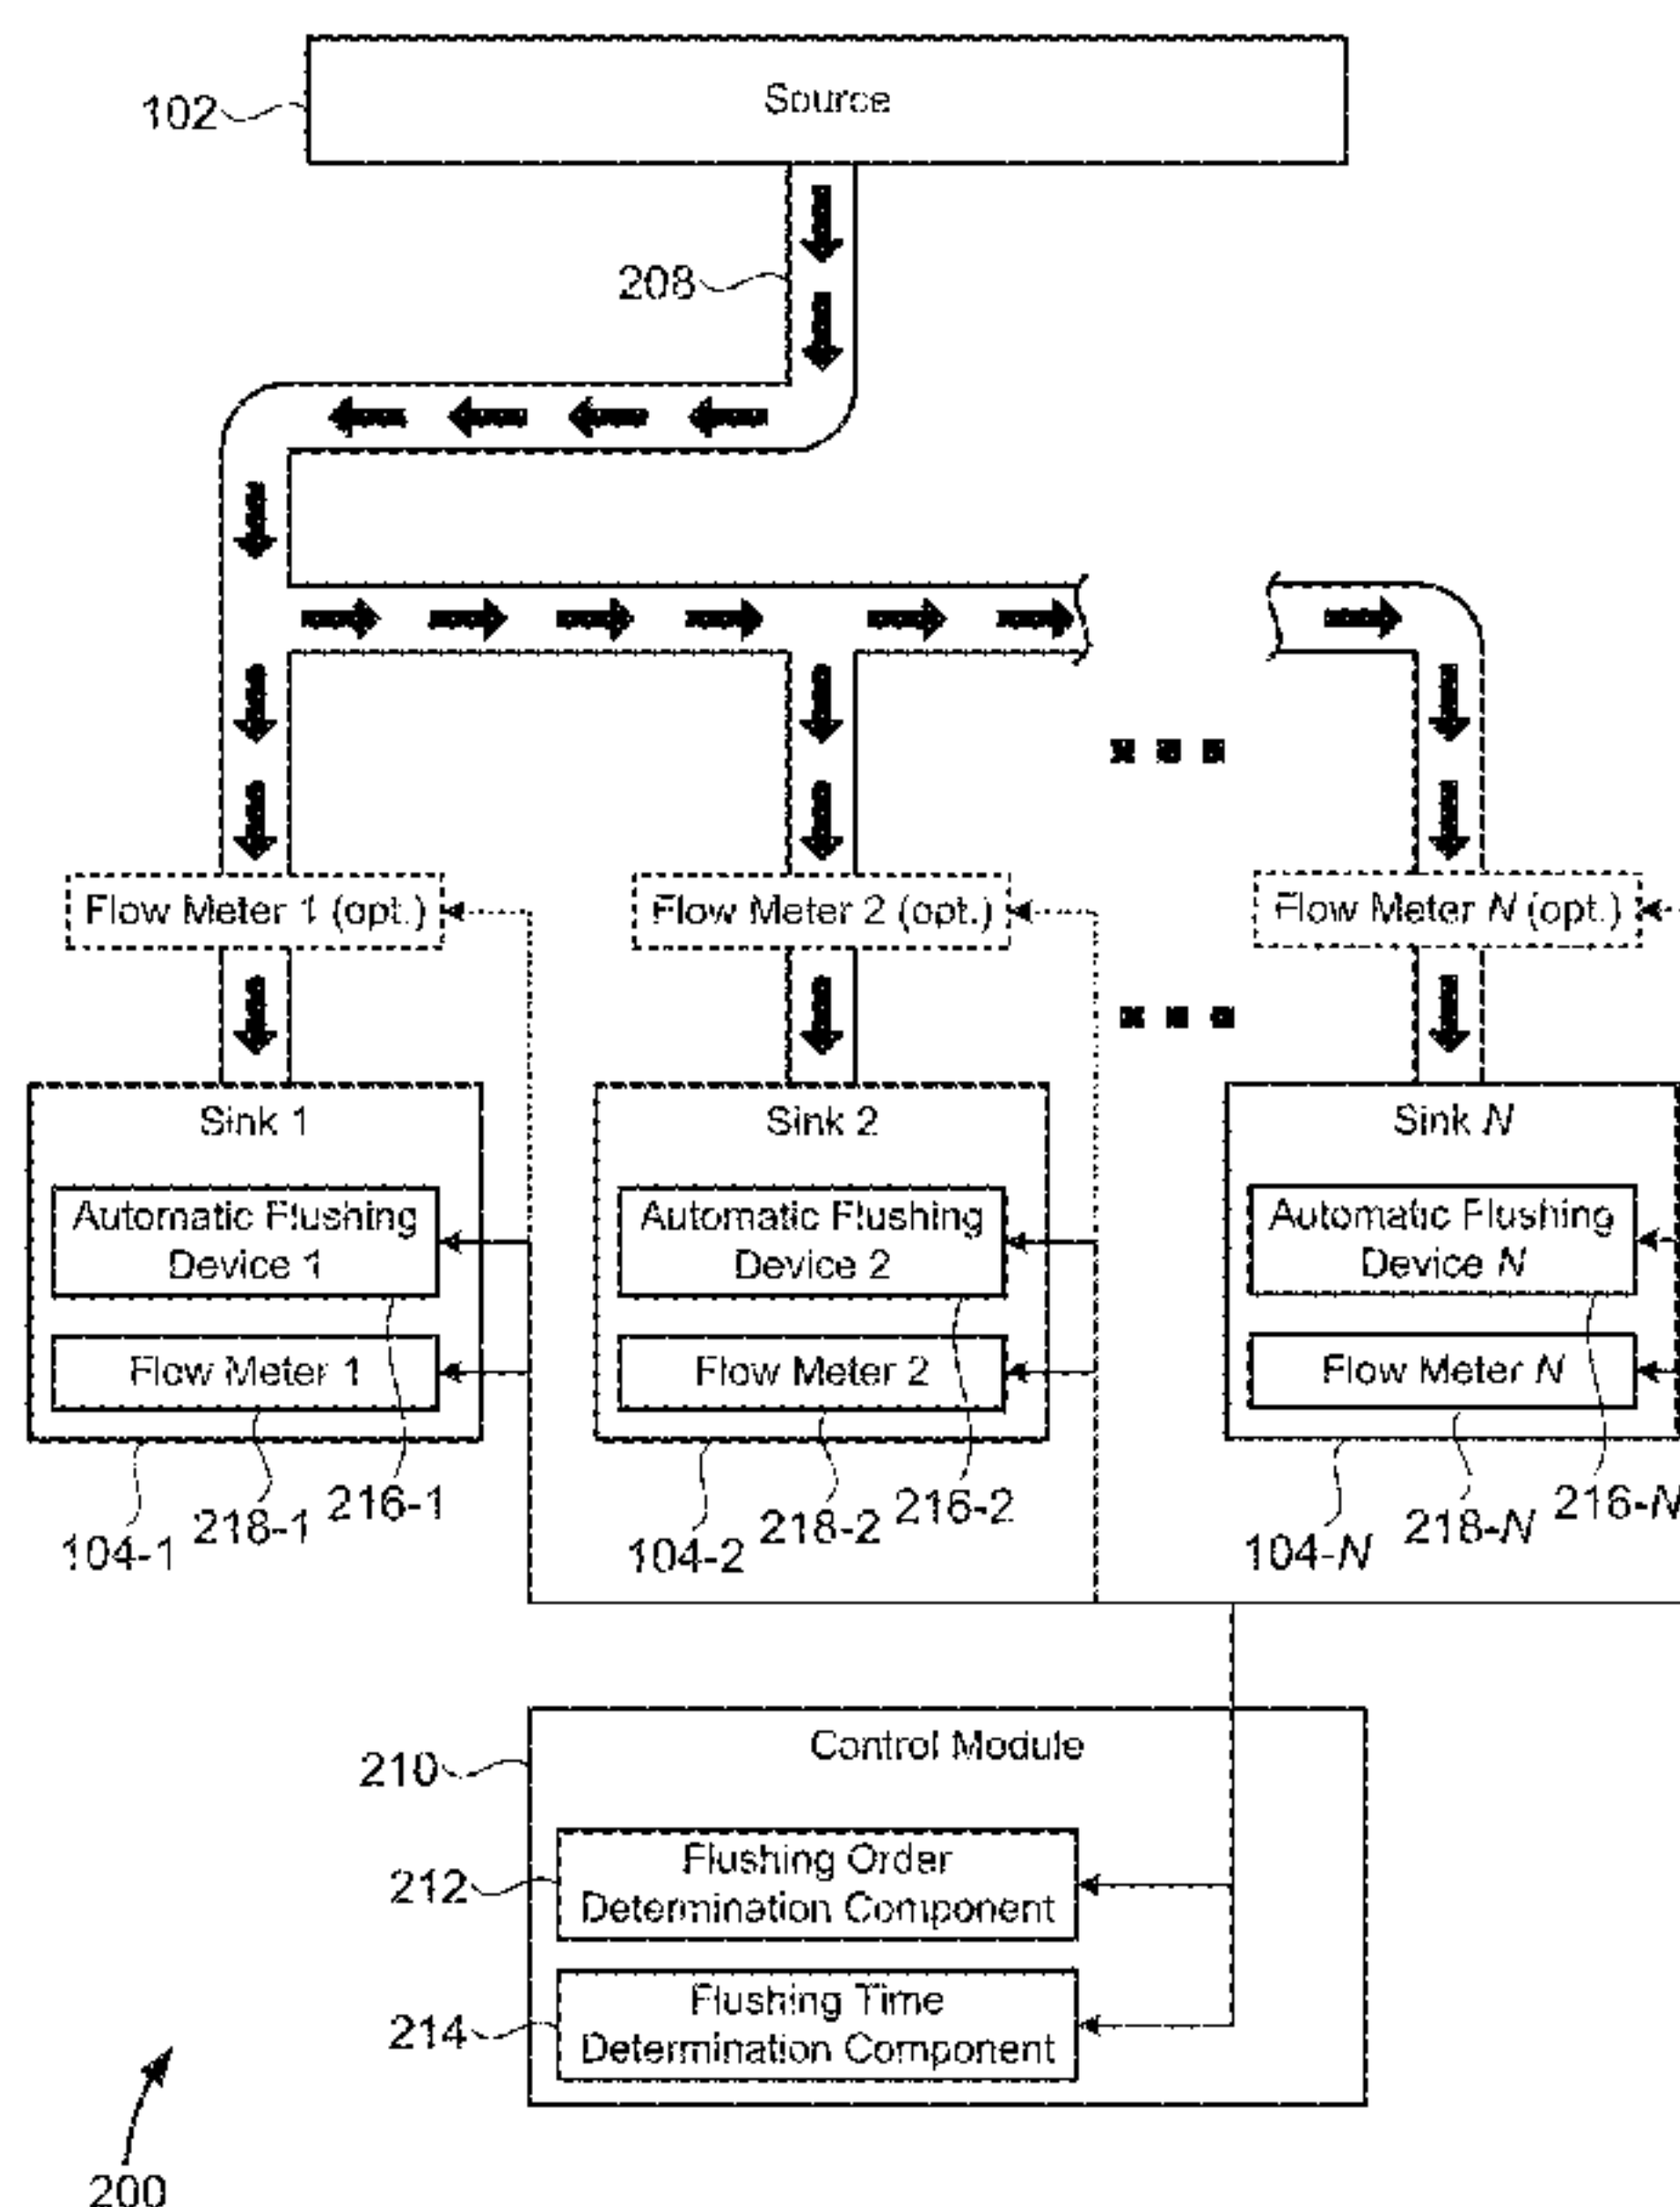 Source
102
208
Flow Meter 1 (opt.)
Flow Meter 2 (opt.)
Flow Meter N (opt.)
Sink 1
Sink 2
Sink N
Automatic Flushing
Device 1
Automatic Flushing
Device 2
Automatic Flushing
Device N
Flow Meter 1
Flow Meter 2
Flow Meter N
104-1
218-1
216-1
104-2
218-2
216-2
104-N
218-N
216-N
Control Module
210
Flushing Order
Determination Component
212
Flushing Time
Determination Component
214
200